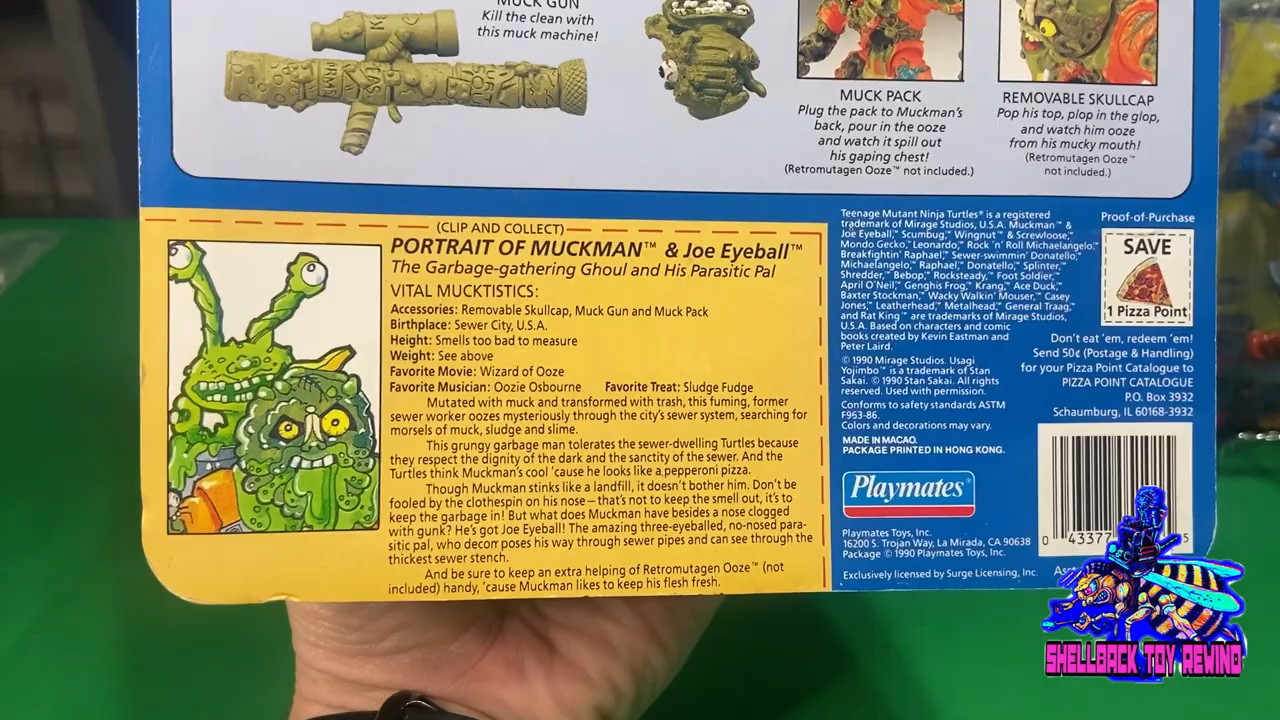 MUCK GUN
Kill the clean with
this muck machine!
MUCK PACK
Plug the pack to Muckman's
back, pour in the ooze
and watch it spill out
his gaping chest!
(Retromutagen Ooze™ not included.)
REMOVABLE SKULLCAP
Pop his top, plop in the glop,
and watch him ooze
from his mucky mouth!
(Retromutagen Ooze™
not included.)
(CLIP AND COLLECT)
PORTRAIT OF MUCKMAN™ & Joe Eyeball™
The Garbage-gathering Ghoul and His Parasitic Pal
VITAL MUCKTISTICS:
Accessories: Removable Skullcap, Muck Gun and Muck Pack
Birthplace: Sewer City, U.S.A.
Height: Smells too bad to measure
Weight: See above
Favorite Movie: Wizard of Ooze
Favorite Musician: Oozie Osbourne Favorite Treat: Sludge Fudge
Mutated with muck and transformed with trash, this fuming, former
sewer worker oozes mysteriously through the city's sewer system, searching for
morsels of muck, sludge and slime.
This grungy garbage man tolerates the sewer-dwelling Turtles because
they respect the dignity of the dark and the sanctity of the sewer. And the
Turtles think Muckman's cool 'cause he looks like a pepperoni pizza.
Though Muckman stinks like a landfill, it doesn't bother him. Don't be
fooled by the clothespin on his nose—that's not to keep the smell out, it's to
keep the garbage in! But what does Muckman have besides a nose clogged
with gunk? He's got Joe Eyeball! The amazing three-eyeballed, no-nosed para-
sitic pal, who decomposes his way through sewer pipes and can see through the
thickest sewer stench.
And be sure to keep an extra helping of Retromutagen Ooze™ (not
included) handy, 'cause Muckman likes to keep his flesh fresh.
Teenage Mutant Ninja Turtles® is a registered
trademark of Mirage Studios, U.S.A. Muckman™ &
Joe Eyeball,™ Scumbug,™ Wingnut™ & Screwloose,™
Mondo Gecko,™ Leonardo,™ Rock 'n' Roll Michaelangelo,™
Breakfightin' Raphael,™ Sewer-swimmin' Donatello,™
Michaelangelo,™ Raphael,™ Donatello,™ Splinter,™
Shredder,™ Bebop,™ Rocksteady,™ Foot Soldier,™
April O'Neil,™ Genghis Frog,™ Krang,™ Ace Duck,™
Baxter Stockman,™ Wacky Walkin' Mouser,™ Casey
Jones,™ Leatherhead,™ Metalhead,™ General Traag,™
and Rat King™ are trademarks of Mirage Studios,
U.S.A. Based on characters and comic
books created by Kevin Eastman and
Peter Laird.
© 1990 Mirage Studios. Usagi
Yojimbo™ is a trademark of Stan
Sakai. © 1990 Stan Sakai. All rights
reserved. Used with permission.
Conforms to safety standards ASTM
F963-86.
Colors and decorations may vary.
MADE IN MACAO.
PACKAGE PRINTED IN HONG KONG.
Playmates®
Playmates Toys, Inc.
16200 S. Trojan Way, La Mirada, CA 90638
Package © 1990 Playmates Toys, Inc.
Exclusively licensed by Surge Licensing, Inc.
Proof-of-Purchase
SAVE
1 Pizza Point
Don't eat 'em, redeem 'em!
Send 50¢ (Postage & Handling)
for your Pizza Point Catalogue to
PIZZA POINT CATALOGUE
P.O. Box 3932
Schaumburg, IL 60168-3932
0 43377 5
SHELLBACK TOY REWIND